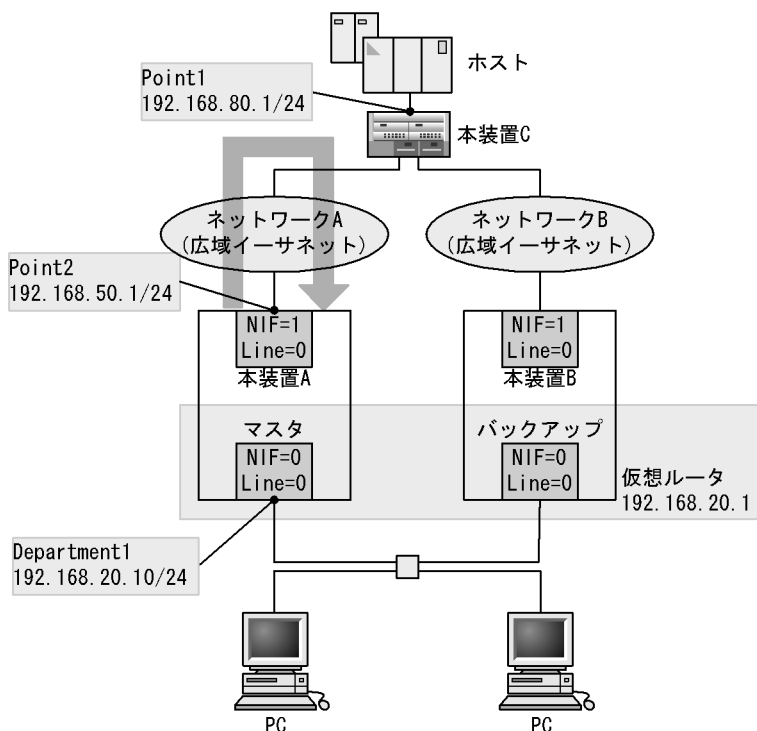 ホスト
Point1
192.168.80.1/24
本装置C
ネットワークA
(広域イーサネット)
ネットワークB
(広域イーサネット)
Point2
192.168.50.1/24
NIF=1
Line=0
本装置A
NIF=1
Line=0
本装置B
マスタ
NIF=0
Line=0
バックアップ
NIF=0
Line=0
仮想ルータ
192.168.20.1
Department1
192.168.20.10/24
PC
PC